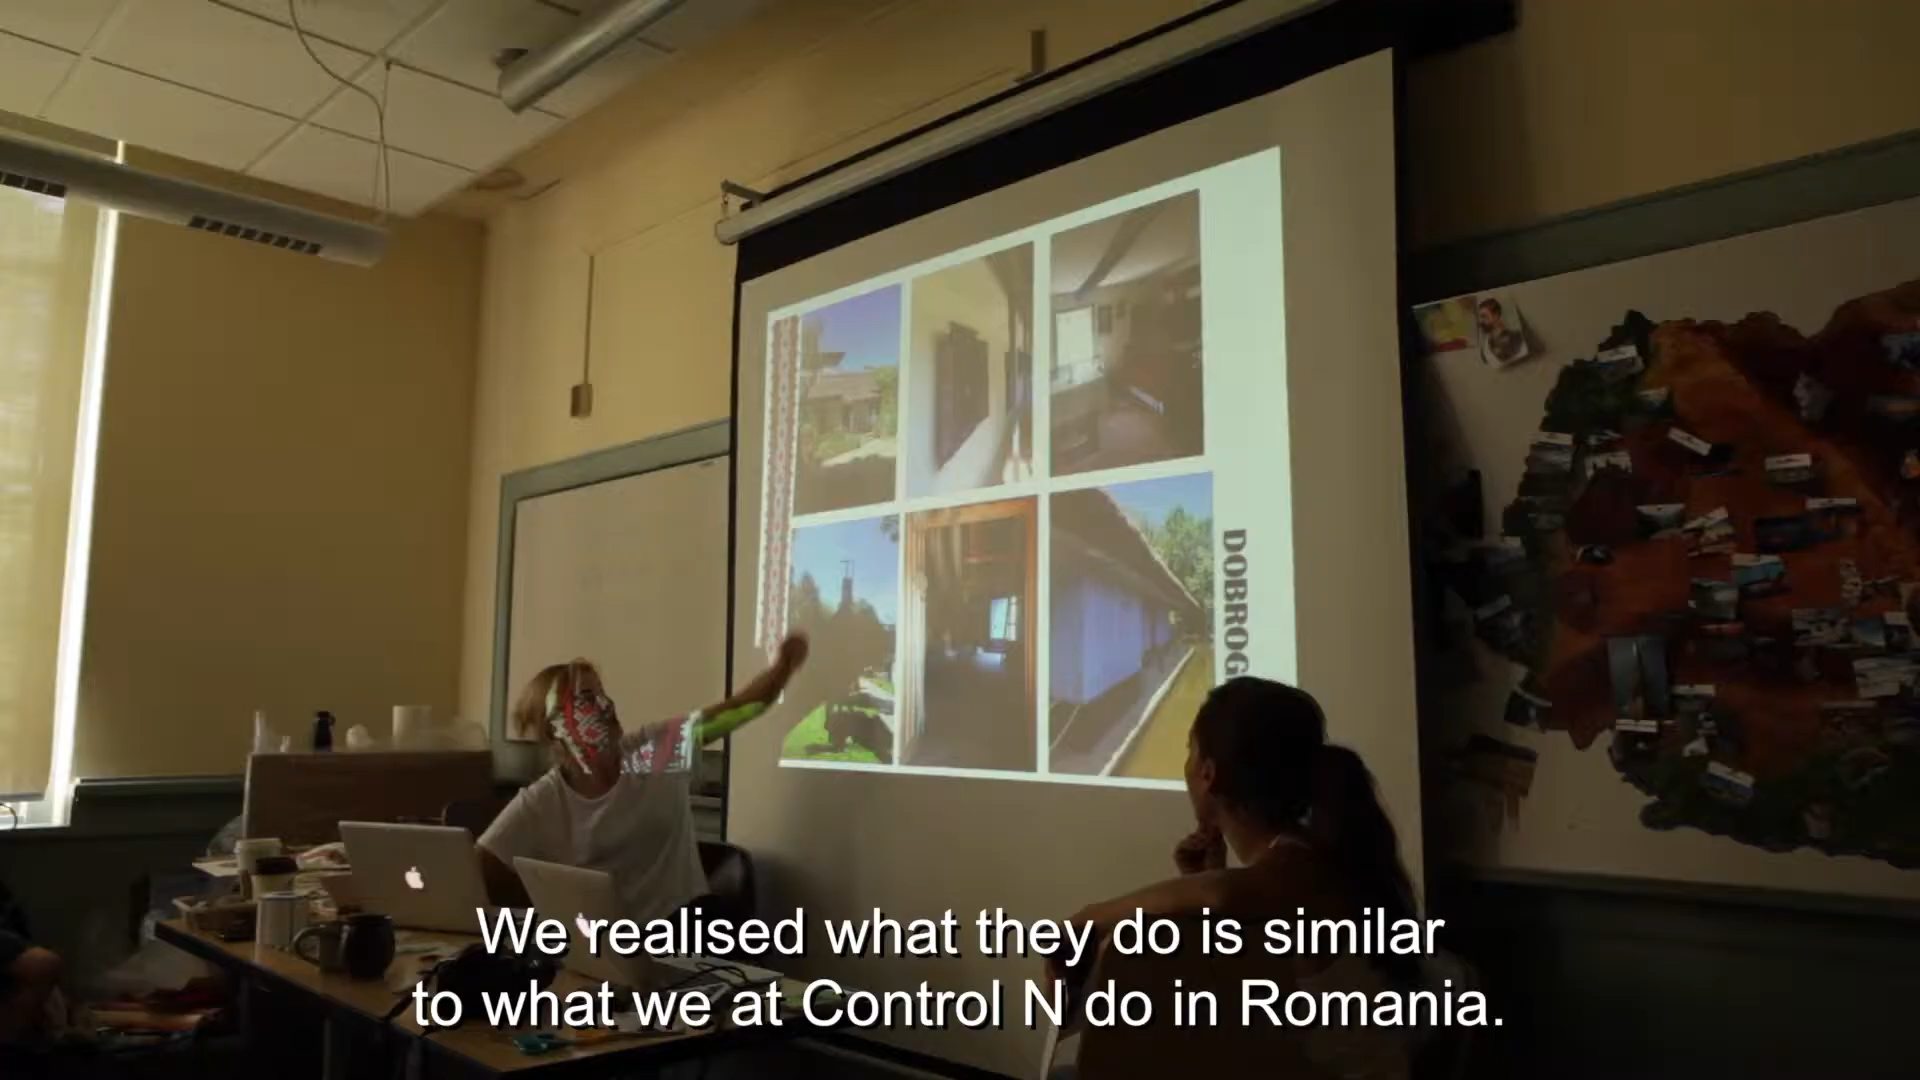 DOBROG
We realised what they do is similar
to what we at Control N do in Romania.